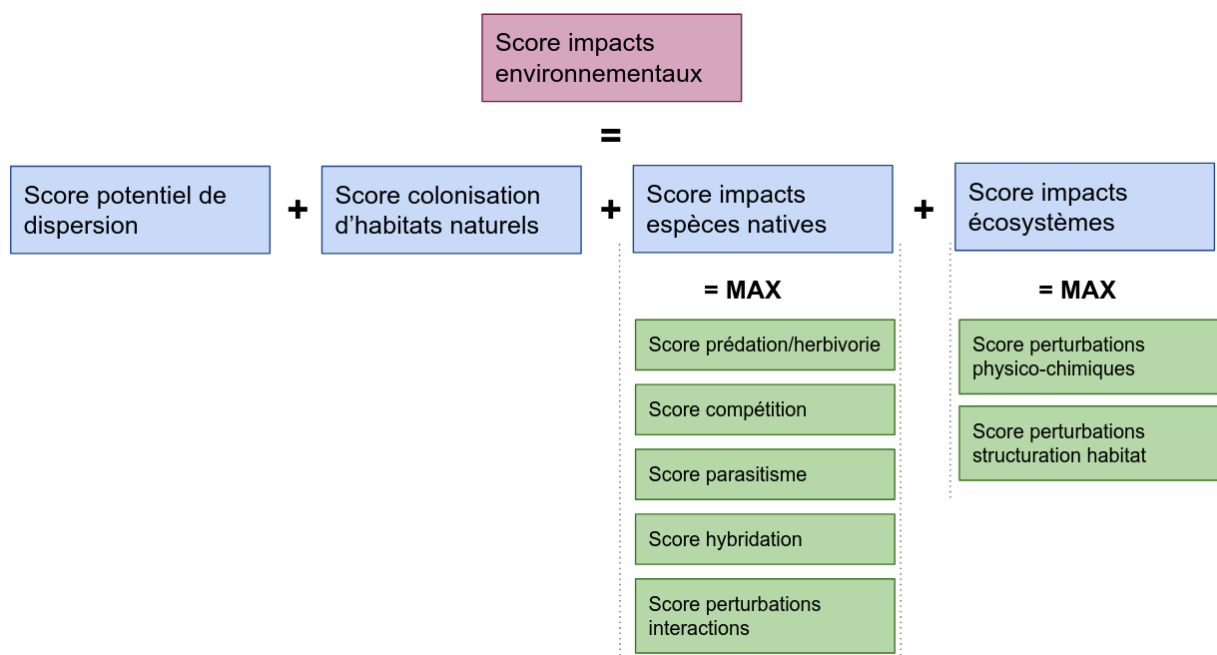 Score impacts
environnementaux
=
Score potentiel de
dispersion
+
Score colonisation
d'habitats naturels
+
Score impacts
espèces natives
+
Score impacts
écosystèmes
= MAX
Score prédation/herbivorie
Score compétition
Score parasitisme
Score hybridation
Score perturbations
interactions
= MAX
Score perturbations
physico-chimiques
Score perturbations
structuration habitat